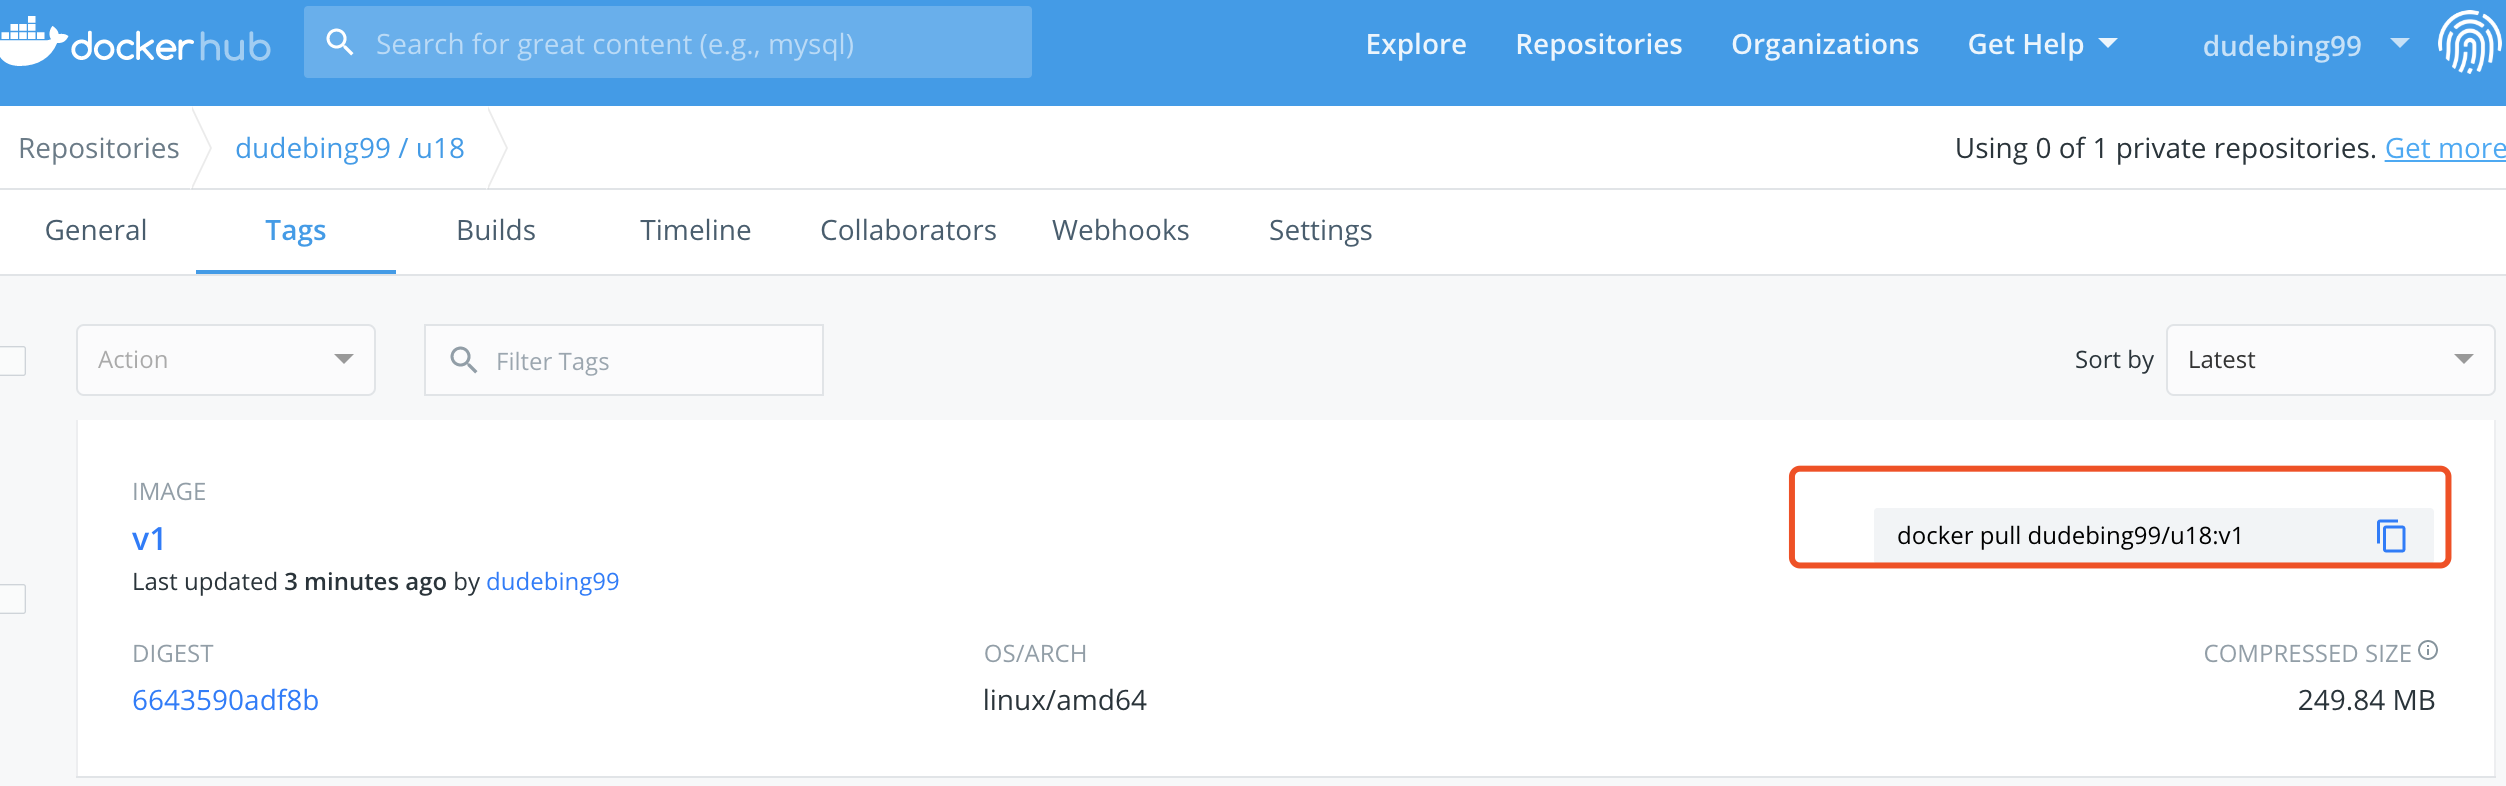 dockerhub
Search for great content (e.g., mysql)
Explore Repositories Organizations Get Help dudebing99
Repositories dudebing99 / u18
Using 0 of 1 private repositories. Get more
General Tags Builds Timeline Collaborators Webhooks Settings
Action Filter Tags Sort by Latest
IMAGE
v1
docker pull dudebing99/u18:v1
Last updated 3 minutes ago by dudebing99
DIGEST OS/ARCH COMPRESSED SIZE
6643590adf8b linux/amd64 249.84 MB